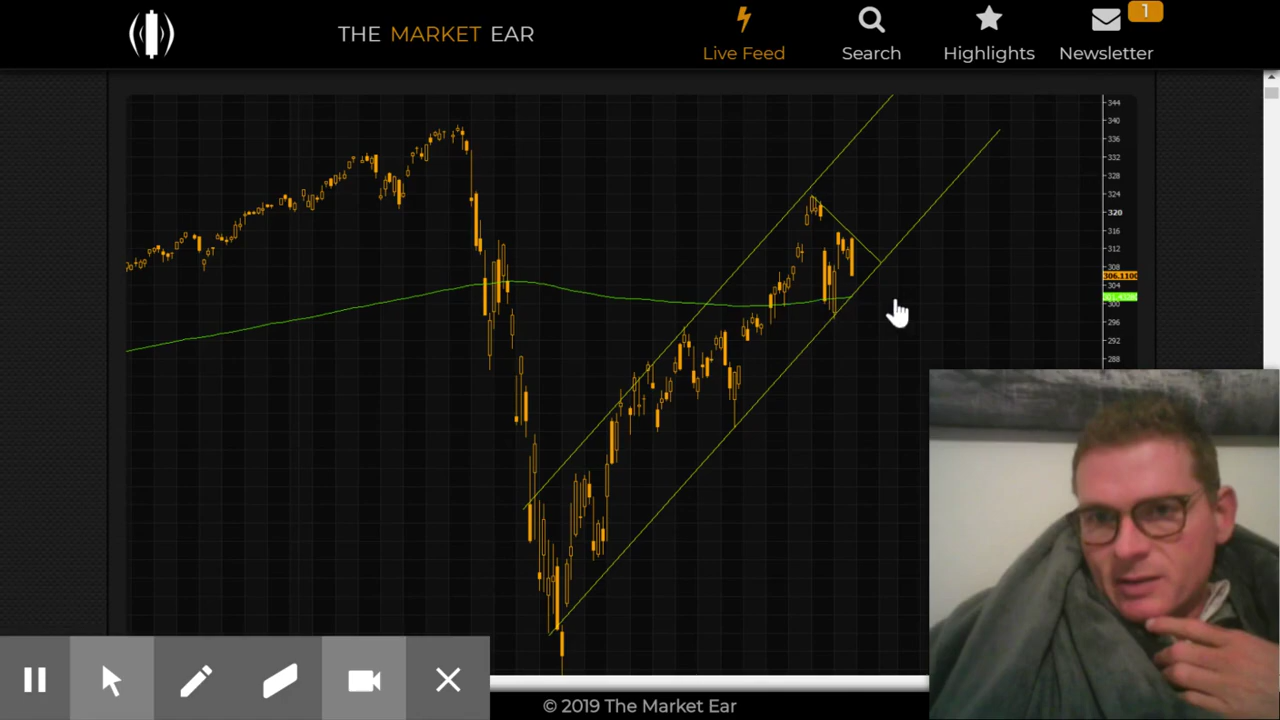 THE MARKET EAR
Live Feed
Search
Highlights
Newsletter
1
344
340
336
332
328
324
320
316
312
308
306.1100
304
300
296
292
288
© 2019 The Market Ear